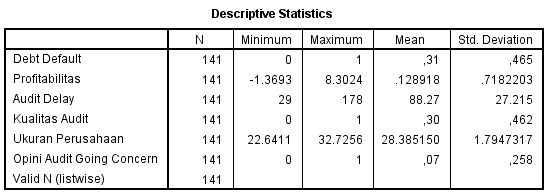 Descriptive Statistics
N Minimum Maximum Mean Std. Deviation
Debt Default 141 0 1 ,31 ,465
Profitabilitas 141 -1.3693 8.3024 .128918 .7182203
Audit Delay 141 29 178 88.27 27.215
Kualitas Audit 141 0 1 ,30 ,462
Ukuran Perusahaan 141 22.6411 32.7256 28.385150 1.7947317
Opini Audit Going Concern 141 0 1 ,07 ,258
Valid N (listwise) 141